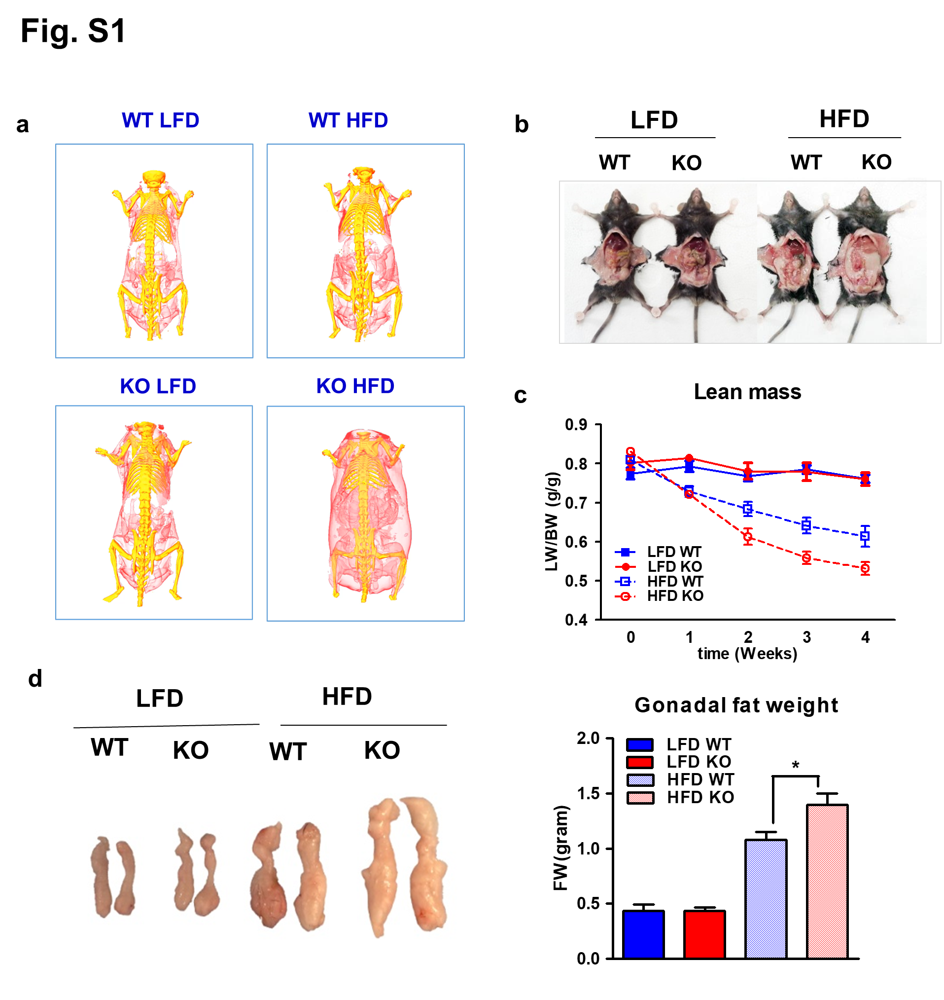 Fig. S1
a
WT LFD
WT HFD
KO LFD
KO HFD
b
LFD
HFD
WT
KO
WT
KO
c
Lean mass
LW/BW (g/g)
0.9
0.8
0.7
0.6
0.5
0.4
LFD WT
LFD KO
HFD WT
HFD KO
0 1 2 3 4
time (Weeks)
d
LFD
HFD
WT
KO
WT
KO
Gonadal fat weight
FW(gram)
2.0
1.5
1.0
0.5
0.0
LFD WT
LFD KO
HFD WT
HFD KO
*